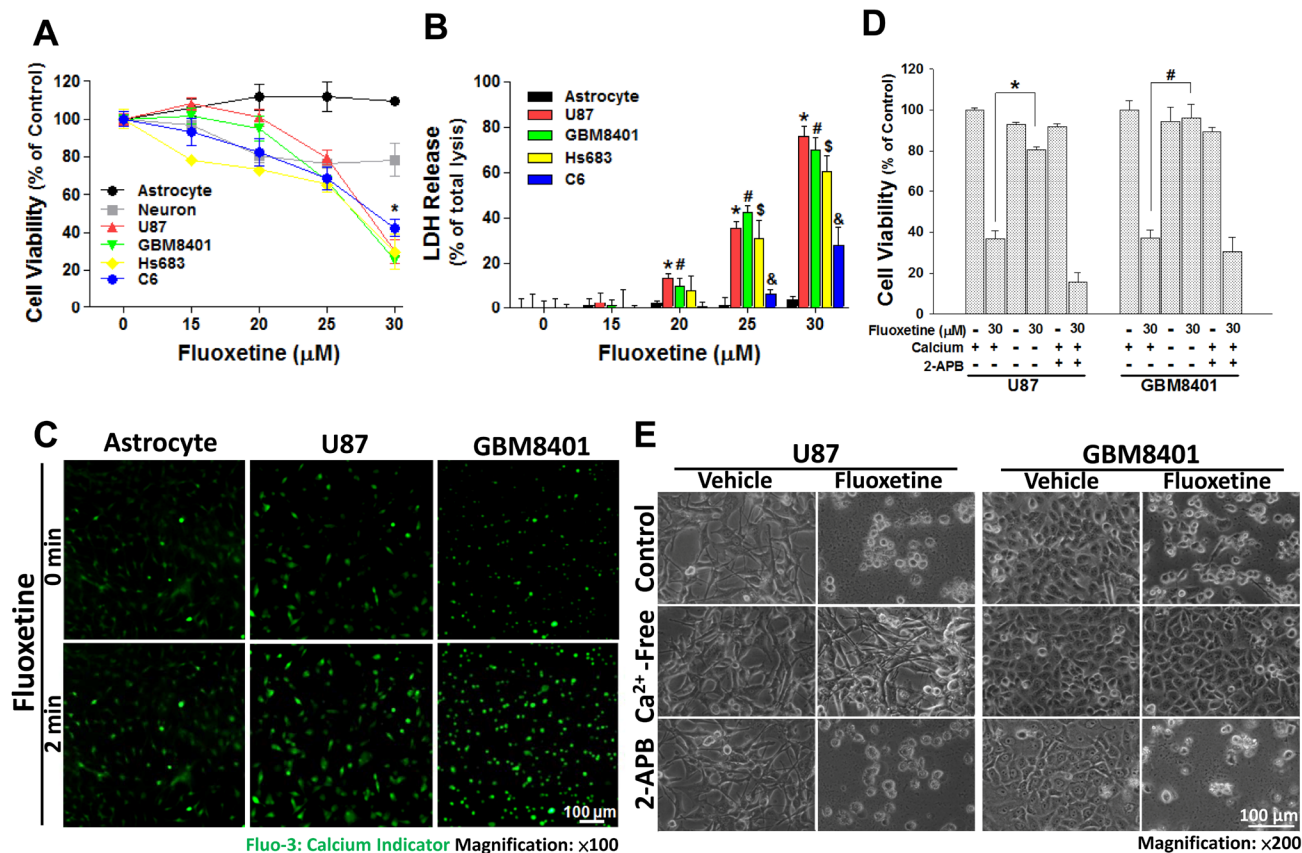 A
Cell Viability (% of Control)
120
100
80
60
40
20
0
Astrocyte
Neuron
U87
GBM8401
Hs683
C6
*
0 15 20 25 30
Fluoxetine (μM)
B
LDH Release
(% of total lysis)
100
80
60
40
20
0
Astrocyte
U87
GBM8401
Hs683
C6
* #
* # $ &
* # $ &
0 15 20 25 30
Fluoxetine (μM)
D
Cell Viability (% of Control)
120
100
80
60
40
20
0
* #
Fluoxetine (μM) - 30 - 30 - 30 - 30 - 30 - 30
Calcium + + - - + + + + - - + +
2-APB - - - - + + - - - - + +
U87 GBM8401
C
Astrocyte U87 GBM8401
Fluoxetine
0 min
2 min
100 μm
Fluo-3: Calcium Indicator Magnification: ×100
E
U87 GBM8401
Vehicle Fluoxetine Vehicle Fluoxetine
Control
Ca2+ -Free
2-APB
100 μm
Magnification: ×200